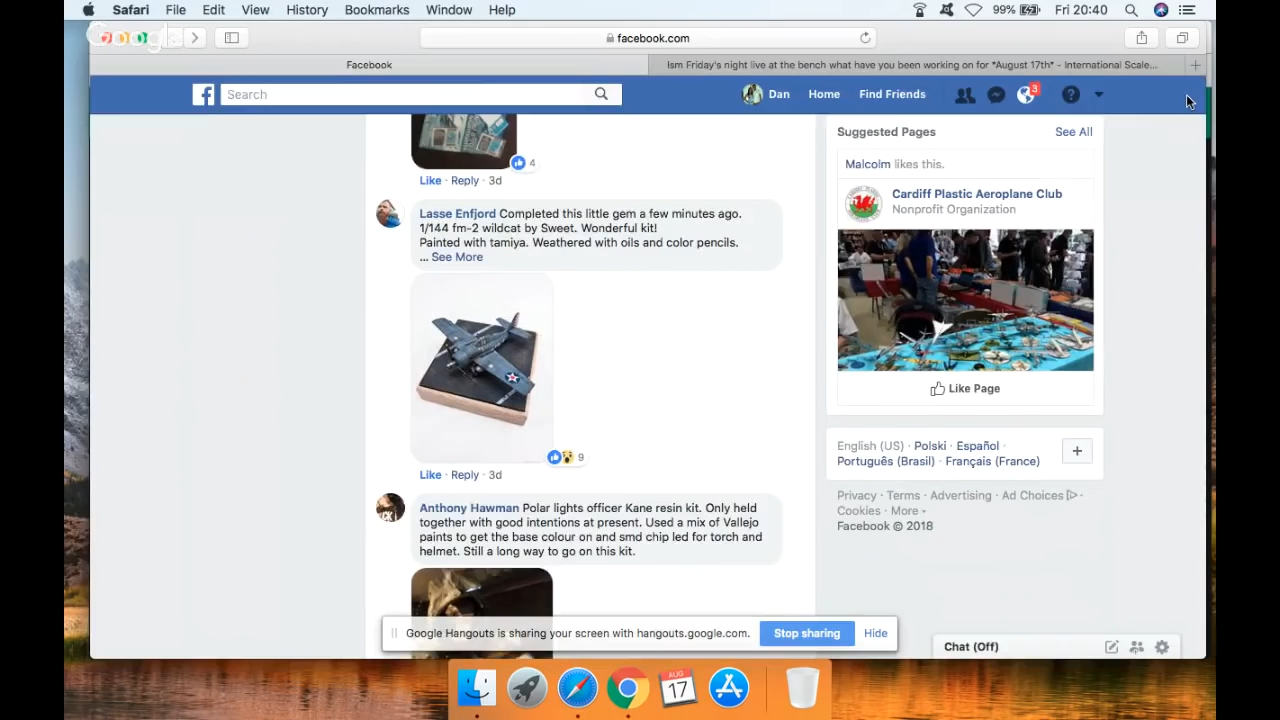 Safari File Edit View History Bookmarks Window Help 99% Fri 20:40
facebook.com
Facebook Ism Friday's night live at the bench what have you been working on for *August 17th* - International Scale...
Search Dan Home Find Friends 3
Suggested Pages See All
4
Malcolm likes this.
Like · Reply · 3d
Cardiff Plastic Aeroplane Club
Nonprofit Organization
Lasse Enfjord Completed this little gem a few minutes ago.
1/144 fm-2 wildcat by Sweet. Wonderful kit!
Painted with tamiya. Weathered with oils and color pencils.
... See More
Like Page
English (US) · Polski · Español ·
Português (Brasil) · Français (France)
9
Like · Reply · 3d
Privacy · Terms · Advertising · Ad Choices ·
Cookies · More
Facebook © 2018
Anthony Hawman Polar lights officer Kane resin kit. Only held
together with good intentions at present. Used a mix of Vallejo
paints to get the base colour on and smd chip led for torch and
helmet. Still a long way to go on this kit.
Google Hangouts is sharing your screen with hangouts.google.com. Stop sharing Hide
Chat (Off)
AUG
17